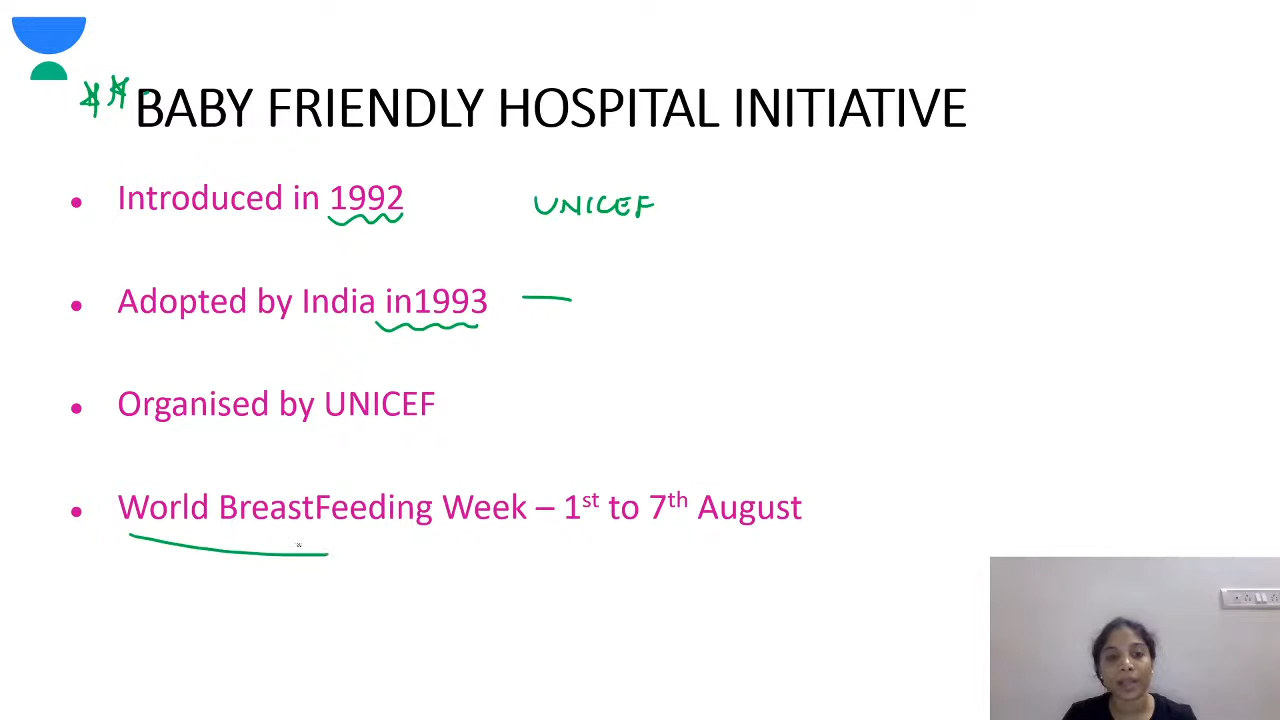 BABY FRIENDLY HOSPITAL INITIATIVE
Introduced in 1992 UNICEF
Adopted by India in1993
Organised by UNICEF
World BreastFeeding Week – 1st to 7th August